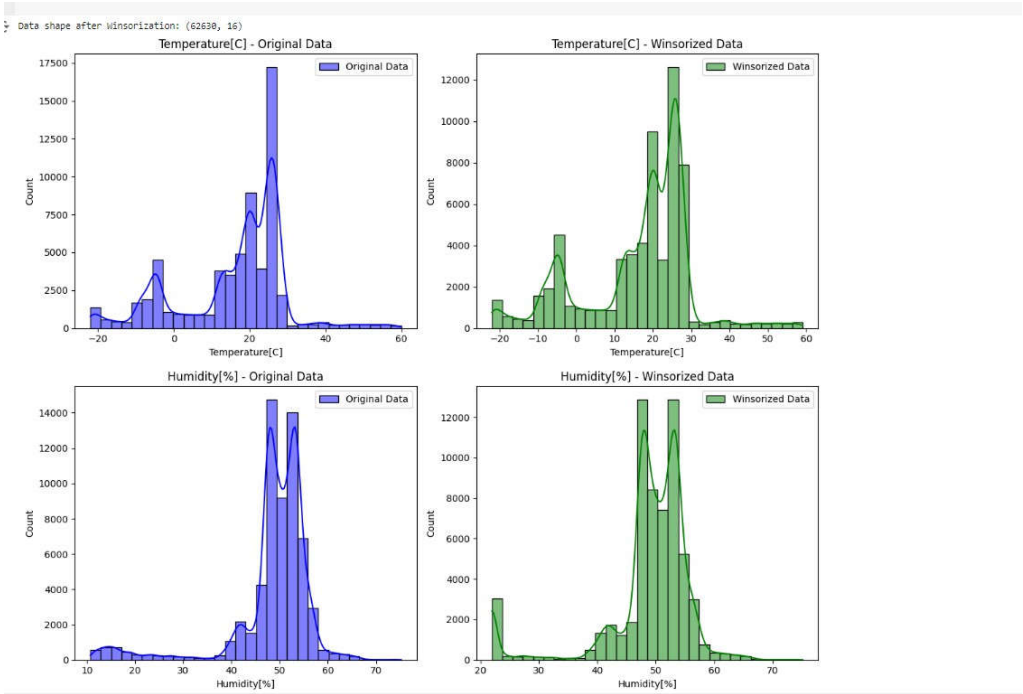 Data shape after Winsorization: (62630, 16)
Temperature[C] - Original Data
Original Data
17500
15000
12500
10000
7500
5000
2500
0
Count
−20 0 20 40 60
Temperature[C]
Temperature[C] - Winsorized Data
Winsorized Data
12000
10000
8000
6000
4000
2000
0
Count
−20 −10 0 10 20 30 40 50 60
Temperature[C]
Humidity[%] - Original Data
Original Data
14000
12000
10000
8000
6000
4000
2000
0
Count
10 20 30 40 50 60 70
Humidity[%]
Humidity[%] - Winsorized Data
Winsorized Data
12000
10000
8000
6000
4000
2000
0
Count
20 30 40 50 60 70
Humidity[%]